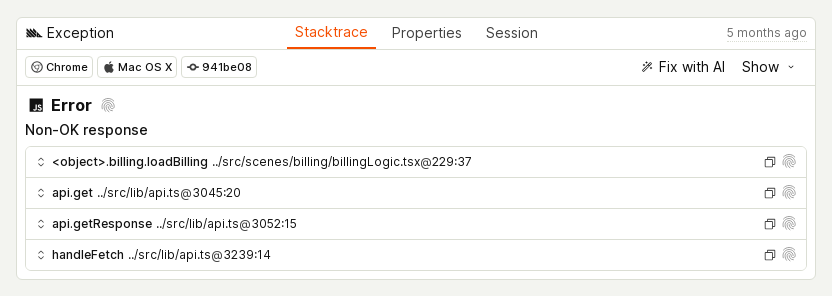 Exception Stacktrace Properties Session 5 months ago
Chrome Mac OS X 941be08 Fix with AI Show
JS Error
Non-OK response
<object>.billing.loadBilling ../src/scenes/billing/billingLogic.tsx@229:37
api.get ../src/lib/api.ts@3045:20
api.getResponse ../src/lib/api.ts@3052:15
handleFetch ../src/lib/api.ts@3239:14